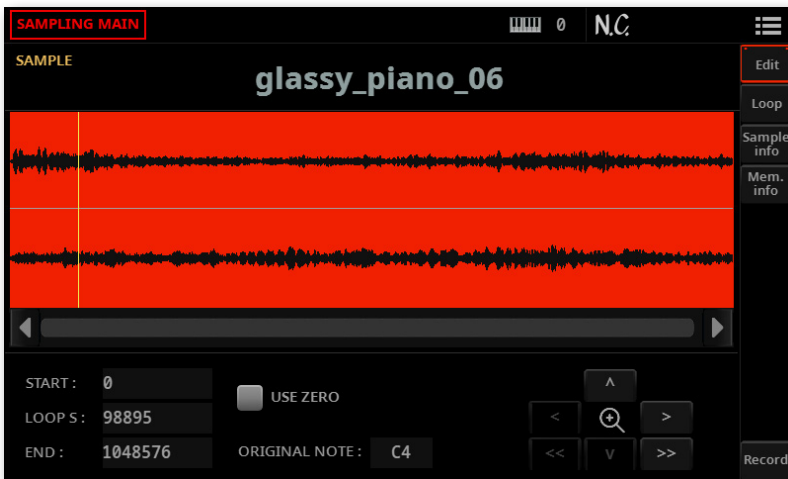 SAMPLING MAIN
0
N.C.
SAMPLE
glassy_piano_06
Edit
Loop
Sample
info
Mem.
info
START : 0
USE ZERO
LOOP S : 98895
END : 1048576
ORIGINAL NOTE : C4
^
< >
<< v >>
Record